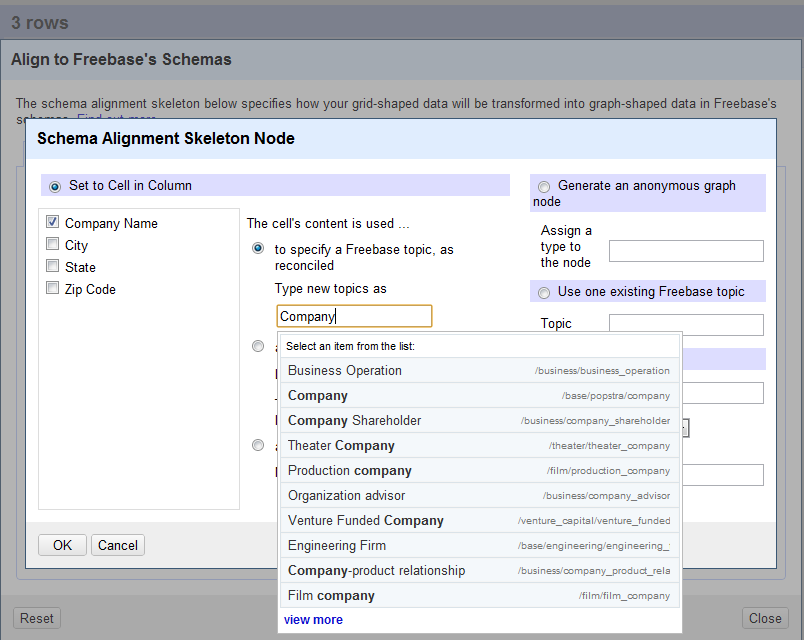 3 rows
Align to Freebase's Schemas
The schema alignment skeleton below specifies how your grid-shaped data will be transformed into graph-shaped data in Freebase's
Schema Alignment Skeleton Node
Set to Cell in Column
Company Name
City
State
Zip Code
The cell's content is used ...
to specify a Freebase topic, as
reconciled
Type new topics as
Company
Select an item from the list:
Business Operation /business/business_operation
Company /base/popstra/company
Company Shareholder /business/company_shareholder
Theater Company /theater/theater_company
Production company /film/production_company
Organization advisor /business/company_advisor
Venture Funded Company /venture_capital/venture_funded
Engineering Firm /base/engineering/engineering_
Company-product relationship /business/company_product_rela
Film company /film/film_company
view more
Generate an anonymous graph
node
Assign a
type to
the node
Use one existing Freebase topic
Topic
OK
Cancel
Reset
Close